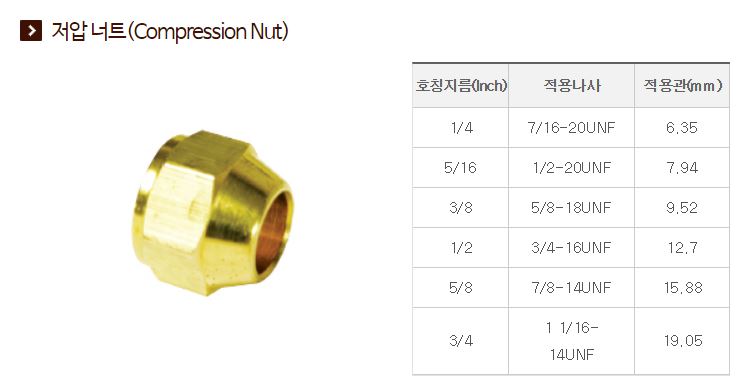 저압 너트(Compression Nut)
호칭지름(Inch) 적용나사 적용관(mm)
1/4 7/16-20UNF 6.35
5/16 1/2-20UNF 7.94
3/8 5/8-18UNF 9.52
1/2 3/4-16UNF 12.7
5/8 7/8-14UNF 15.88
3/4 1 1/16- 19.05
14UNF